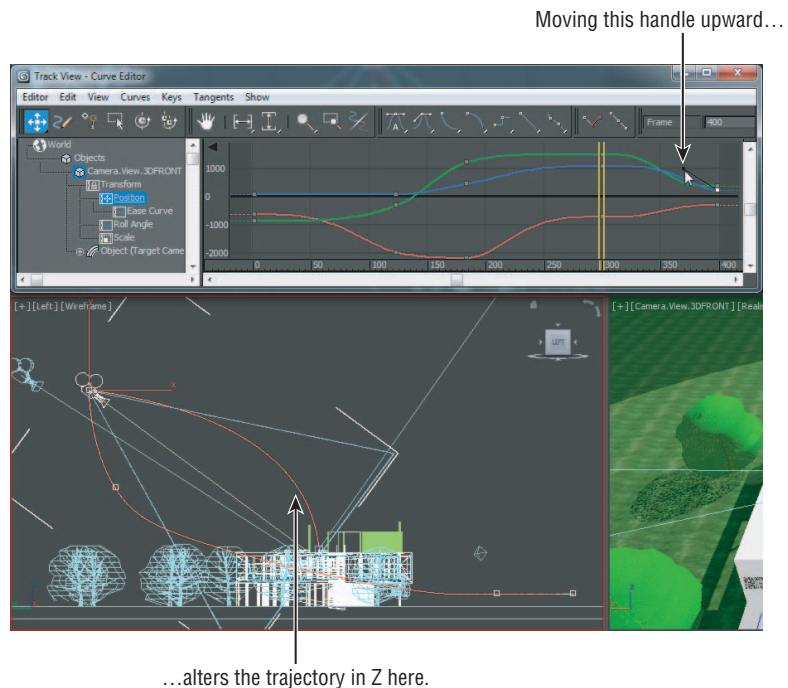 Moving this handle upward…
Track View - Curve Editor
Editor Edit View Curves Keys Tangents Show
Frame 400
World
Objects
Camera.View.3DFRONT
Transform
Position
Ease Curve
Roll Angle
Scale
Object (Target Came
1000
0
-1000
-2000
0 50 100 150 200 250 300 350 400
[+] [Left] [Wireframe]
LEFT
x
[+] [Camera.View.3DFRONT] [Realis
z
…alters the trajectory in Z here.